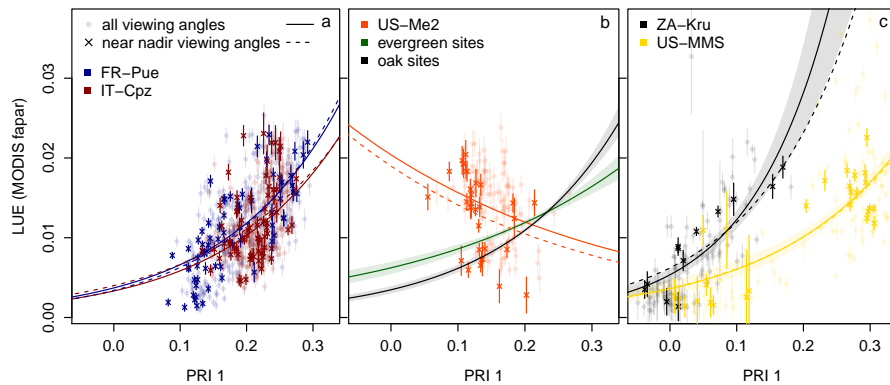 a
all viewing angles
near nadir viewing angles
FR−Pue
IT−Cpz
b
US−Me2
evergreen sites
oak sites
c
ZA−Kru
US−MMS
LUE (MODIS fapar)
0.00
0.01
0.02
0.03
0.0 0.1 0.2 0.3
0.0 0.1 0.2 0.3
0.0 0.1 0.2 0.3
PRI 1
PRI 1
PRI 1